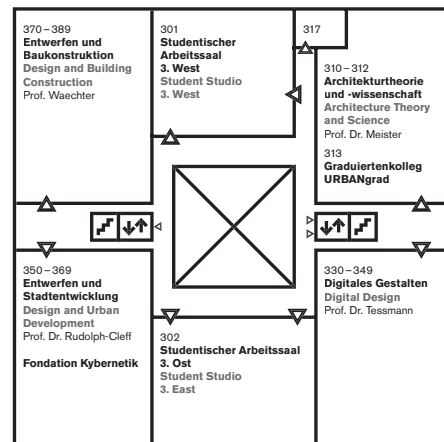 370–389
Entwerfen und
Baukonstruktion
Design and Building
Construction
Prof. Waechter
301
Studentischer
Arbeitssaal
3. West
Student Studio
3. West
317
310–312
Architekturtheorie
und -wissenschaft
Architecture Theory
and Science
Prof. Dr. Meister
313
Graduiertenkolleg
URBANgrad
350–369
Entwerfen und
Stadtentwicklung
Design and Urban
Development
Prof. Dr. Rudolph-Cleff
Fondation Kybernetik
302
Studentischer Arbeitssaal
3. Ost
Student Studio
3. East
330–349
Digitales Gestalten
Digital Design
Prof. Dr. Tessmann